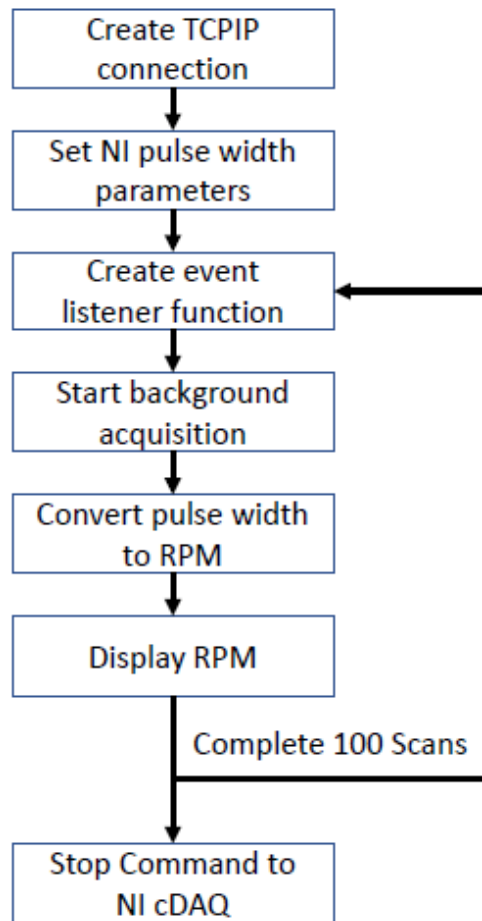 Create TCPIP
connection
Set NI pulse width
parameters
Create event
listener function
Start background
acquisition
Convert pulse width
to RPM
Display RPM
Complete 100 Scans
Stop Command to
NI cDAQ